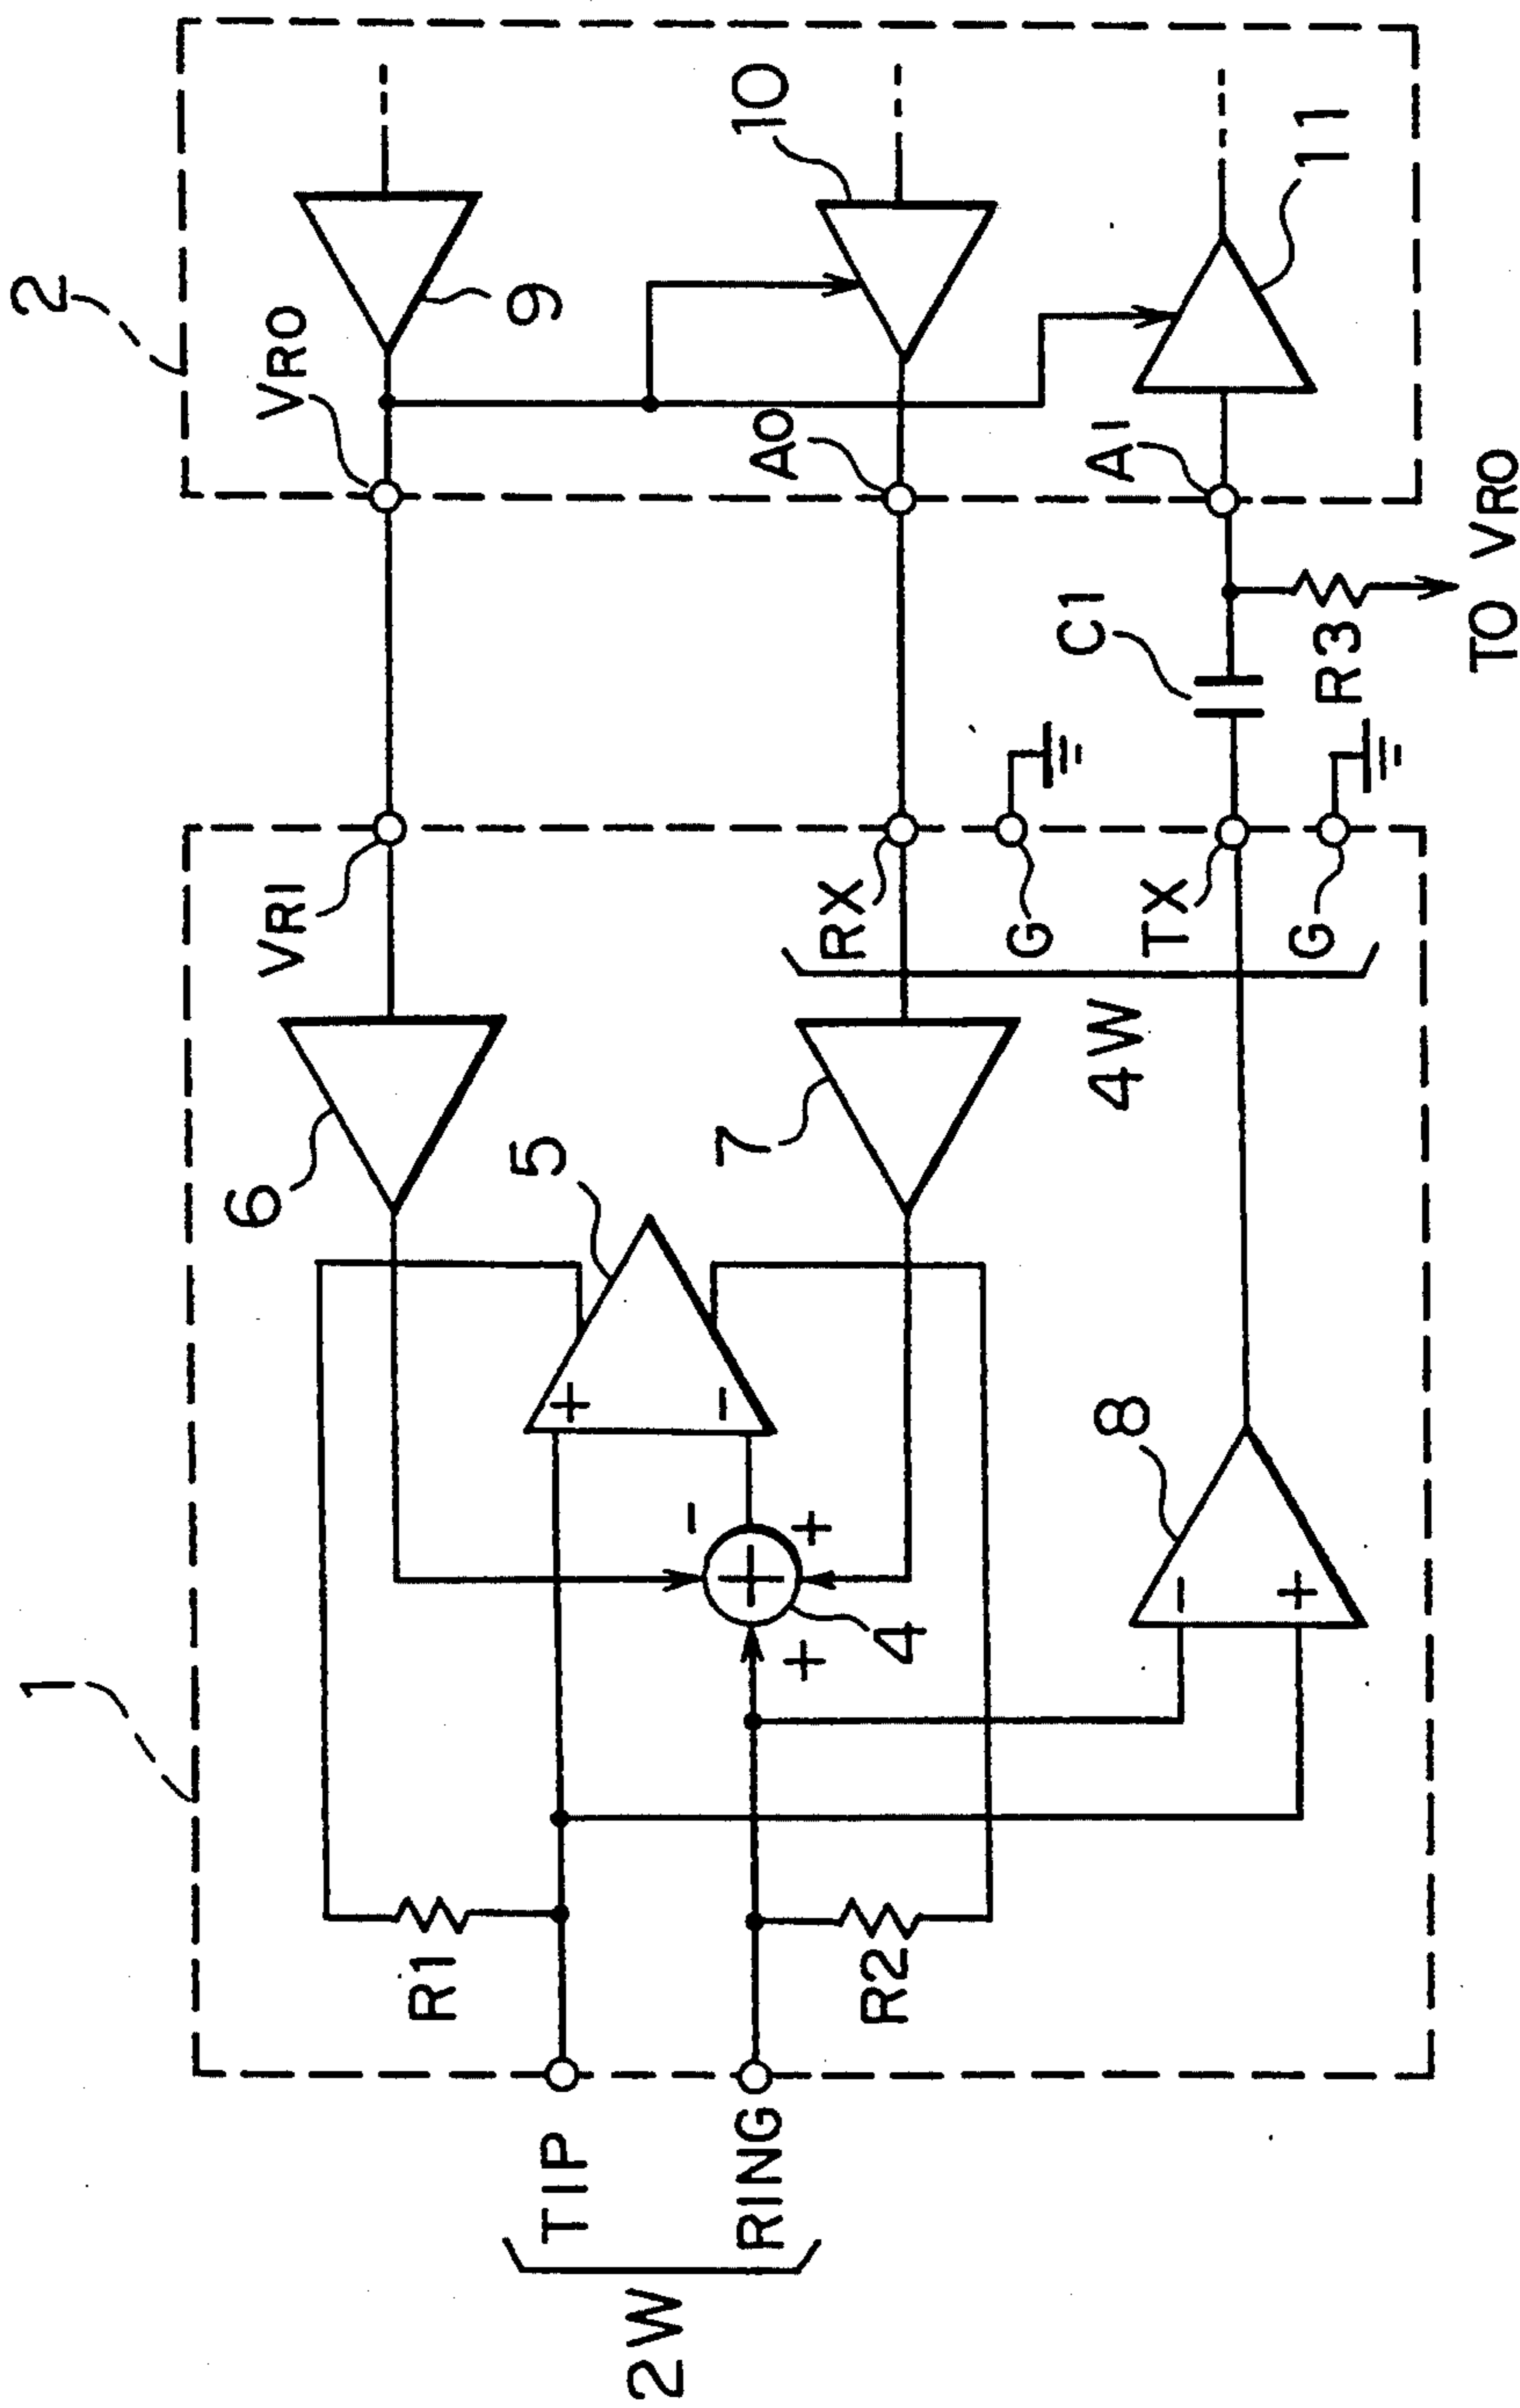 1
2
VRI
VRO
6
9
5
R1
TIP
2W
RING
-
+
+
-
+
4
R2
7
RX
AO
10
G
4W
8
-
+
TX
C1
AI
11
G
R3
TO VRO